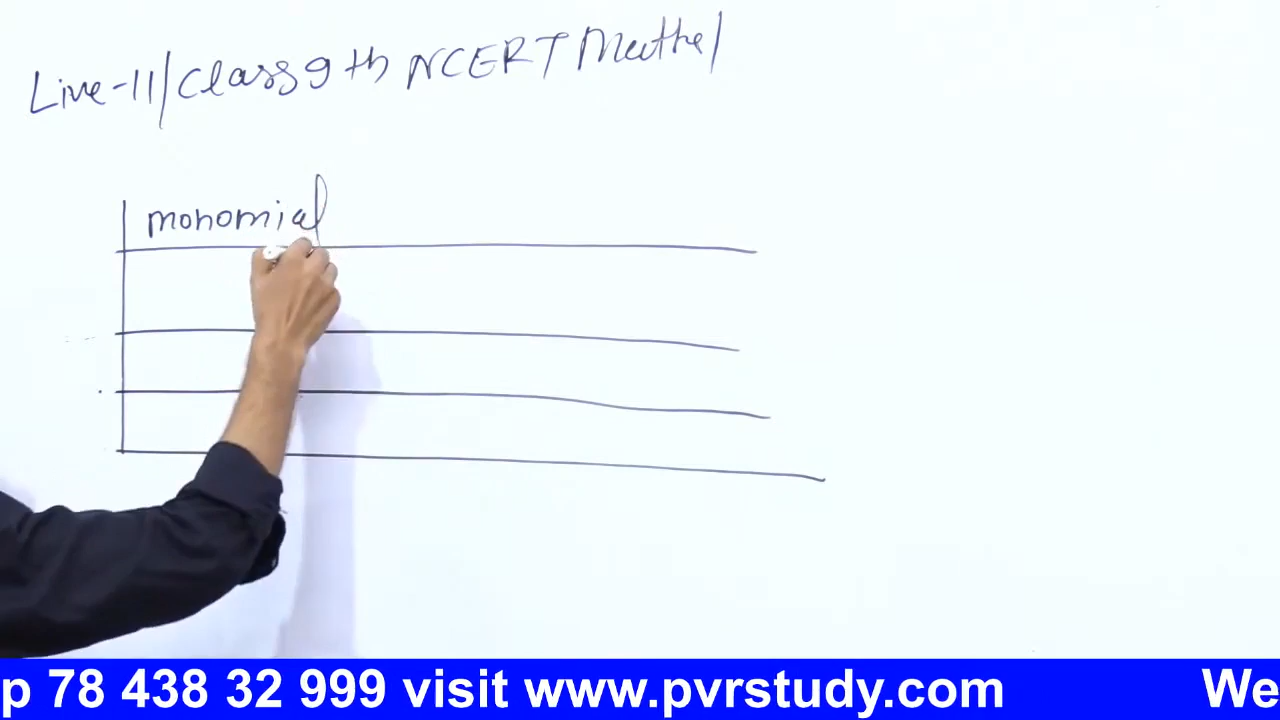 Live-11/Class 9th NCERT Maths/
monomial
p 78 438 32 999 visit www.pvrstudy.com We